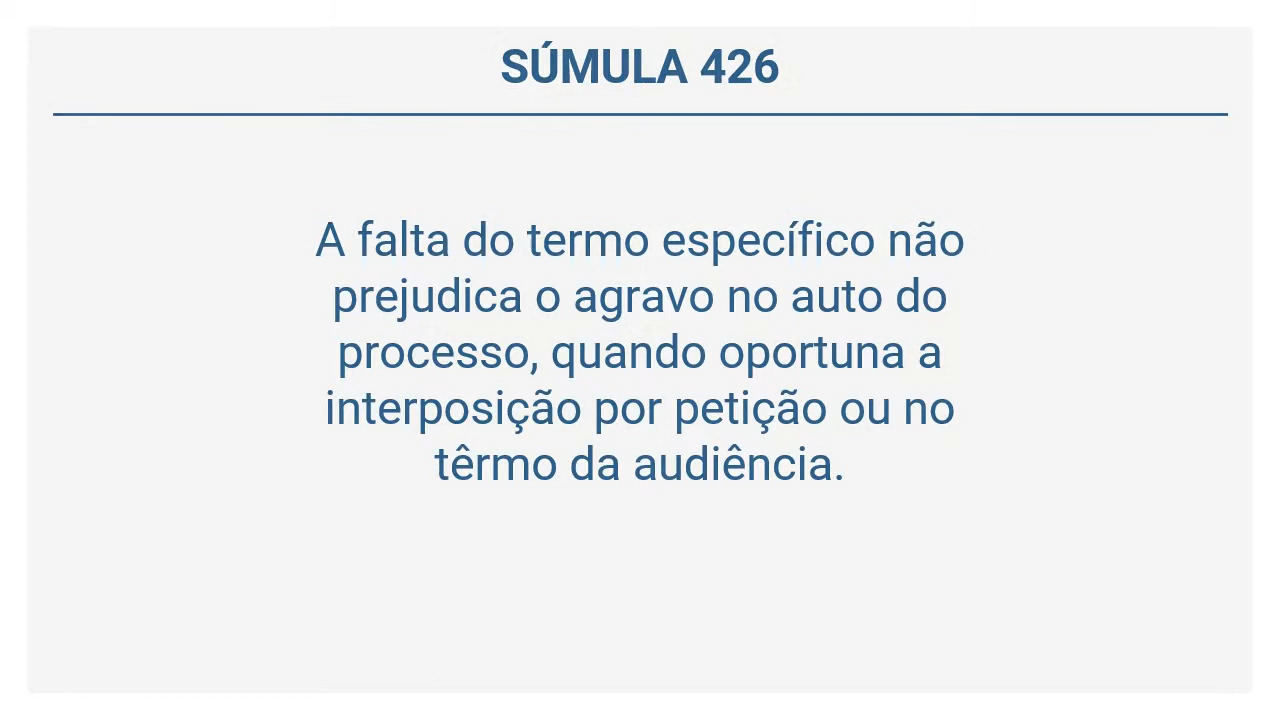 SÚMULA 426
A falta do termo específico não
prejudica o agravo no auto do
processo, quando oportuna a
interposição por petição ou no
têrmo da audiência.